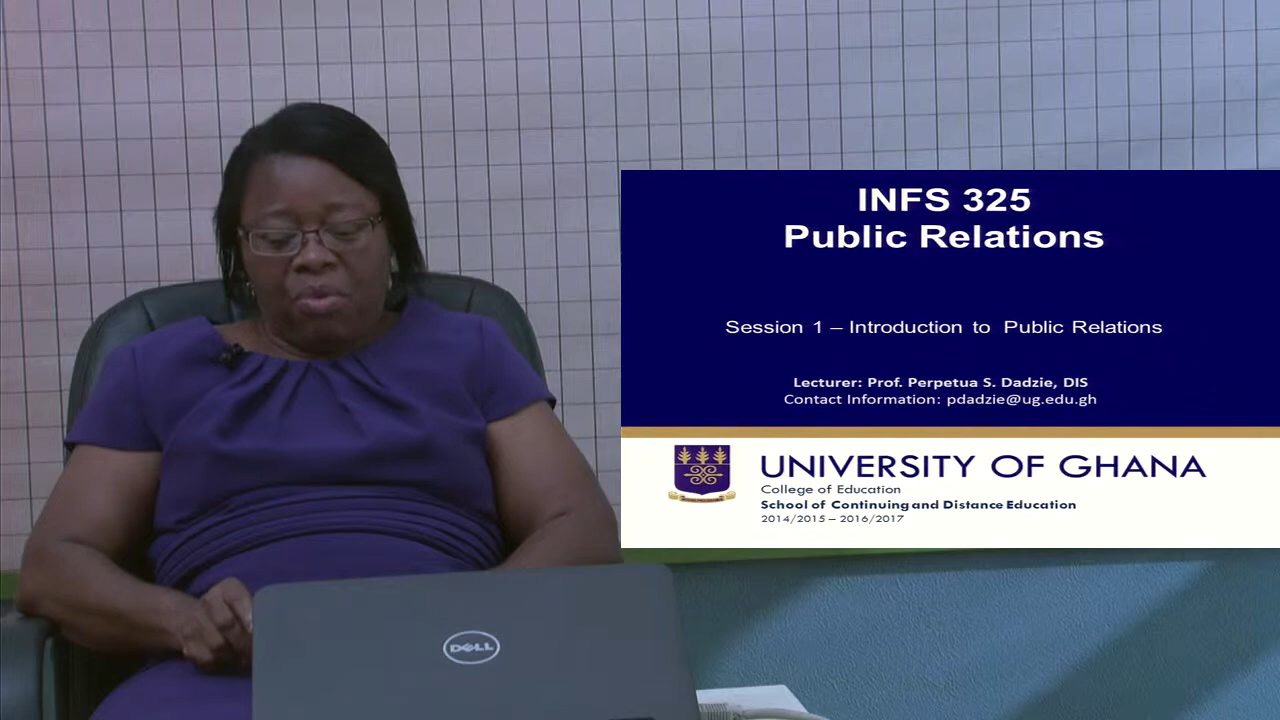 INFS 325
Public Relations
Session 1 – Introduction to Public Relations
Lecturer: Prof. Perpetua S. Dadzie, DIS
Contact Information: pdadzie@ug.edu.gh
UNIVERSITY OF GHANA
College of Education
School of Continuing and Distance Education
2014/2015 – 2016/2017
DELL